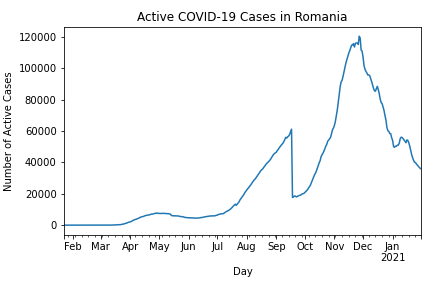 Active COVID-19 Cases in Romania
120000
100000
80000
60000
40000
20000
0
Number of Active Cases
Feb Mar Apr May Jun Jul Aug Sep Oct Nov Dec Jan
2021
Day